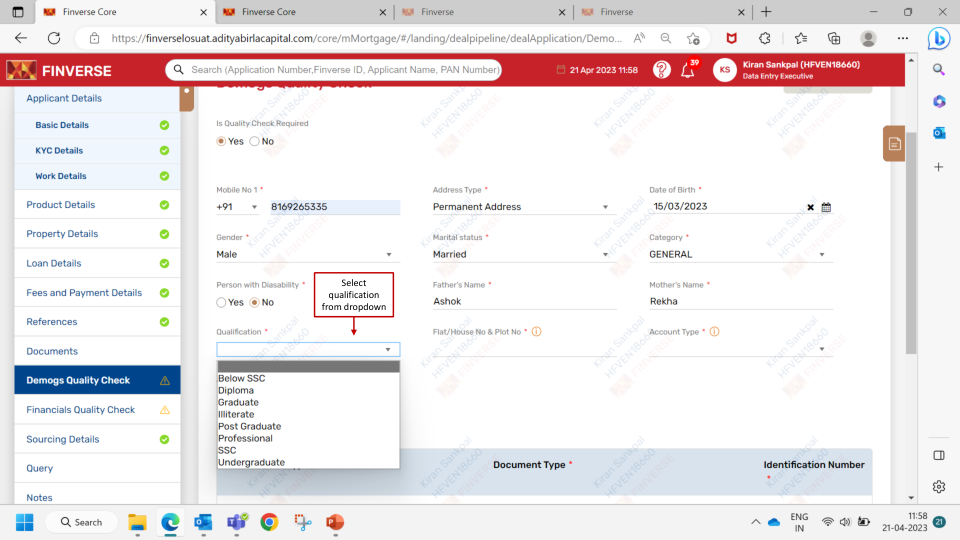 Finverse Core
Finverse Core
Finverse
Finverse
https://finverselosuat.adityabirlacapital.com/core/mMortgage/#/landing/dealpipeline/dealApplication/Demo...
FINVERSE
Search (Application Number,Finverse ID, Applicant Name, PAN Number)
21 Apr 2023 11:58
39
KS
Kiran Sankpal (HFVEN18660)
Data Entry Executive
Applicant Details
Basic Details
KYC Details
Work Details
Product Details
Property Details
Loan Details
Fees and Payment Details
References
Documents
Demogs Quality Check
Financials Quality Check
Sourcing Details
Query
Notes
Demogs Quality Check
Is Quality Check Required
Yes No
Mobile No 1 *
+91 8169265335
Address Type *
Permanent Address
Date of Birth *
15/03/2023
Gender *
Male
Marital status *
Married
Category *
GENERAL
Person with Diasability *
Yes No
Select
qualification
from dropdown
Father's Name *
Ashok
Mother's Name *
Rekha
Qualification *
Flat/House No & Plot No *
Account Type *
Below SSC
Diploma
Graduate
Illiterate
Post Graduate
Professional
SSC
Undergraduate
Document Type *
Identification Number
*
Kiran Sankpal
HFVEN18660
FINVERSE
Search
ENG
IN
11:58
21-04-2023
21